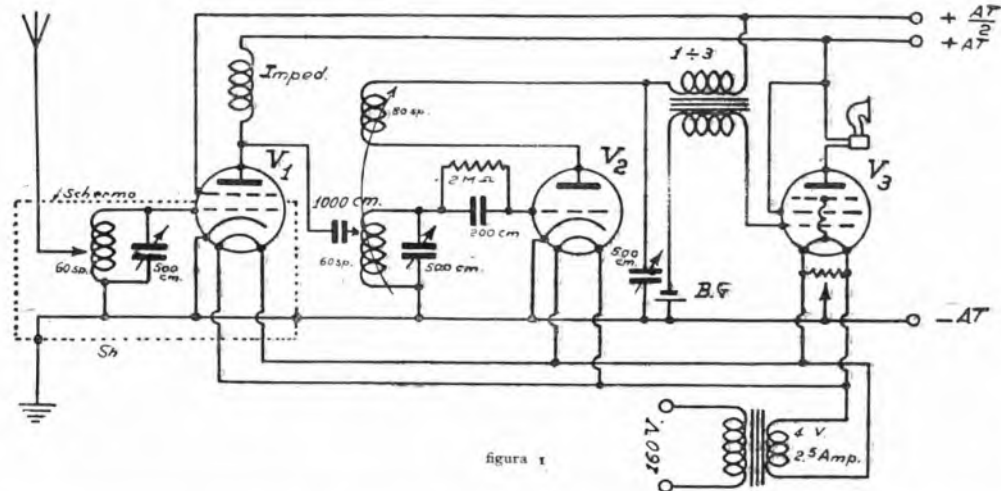 + AT/2
+ AT
1÷3
Imped.
80 sp.
V1
V2
V3
Schermo
2 MΩ
1000 cm.
200 cm
60 sp.
500 cm.
60 sp.
500 cm.
500 cm.
B.G
- AT
Sh
160 V.
4 V.
2.5 Amp.
figura 1